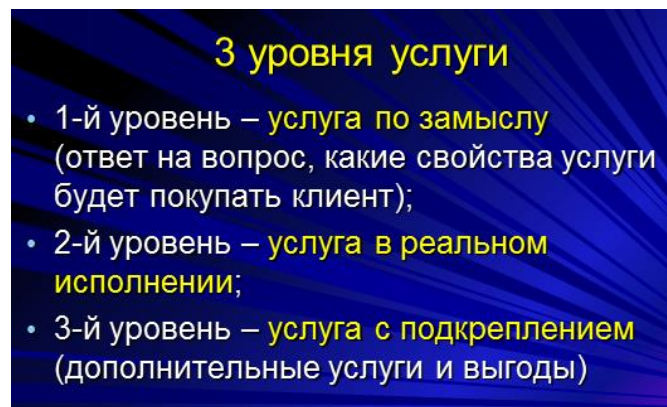 3 уровня услуги
• 1-й уровень – услуга по замыслу
(ответ на вопрос, какие свойства услуги
будет покупать клиент);
• 2-й уровень – услуга в реальном
исполнении;
• 3-й уровень – услуга с подкреплением
(дополнительные услуги и выгоды)